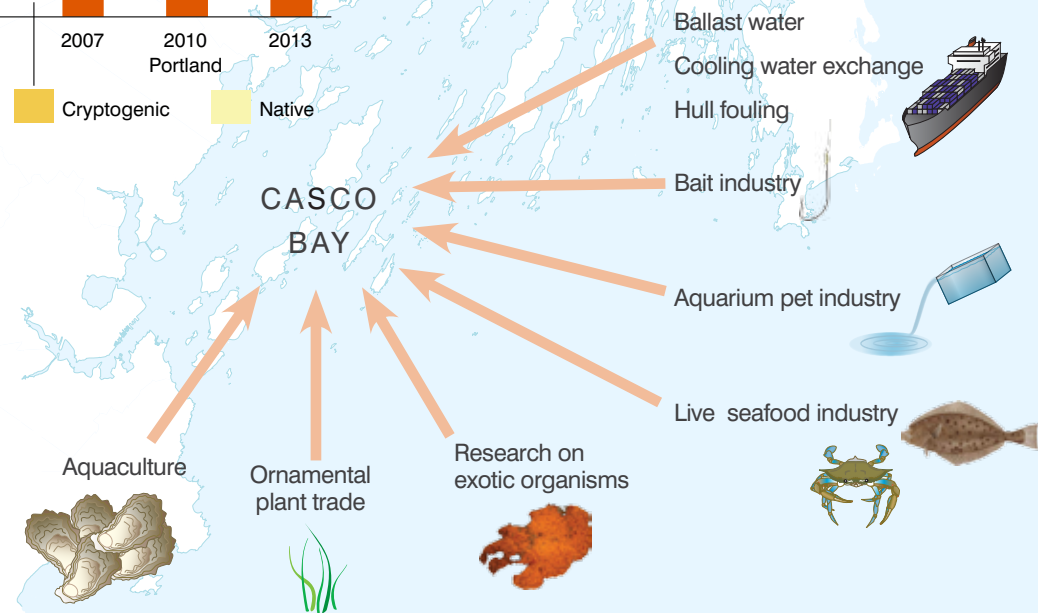 2007 2010 2013
Portland
Cryptogenic Native
Ballast water
Cooling water exchange
Hull fouling
Bait industry
CASCO
BAY
Aquarium pet industry
Live seafood industry
Aquaculture
Ornamental
plant trade
Research on
exotic organisms